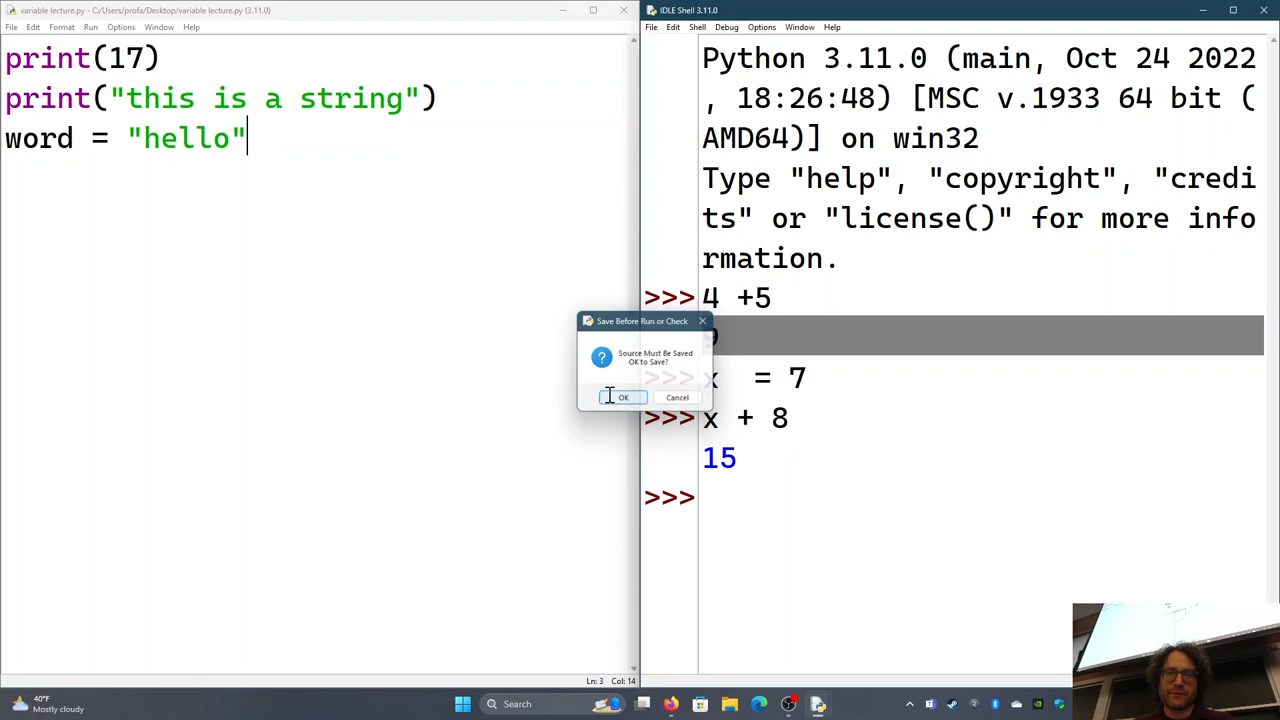 variable lecture.py - C:/Users/profa/Desktop/variable lecture.py (3.11.0)
File Edit Format Run Options Window Help
print(17)
print("this is a string")
word = "hello"
Ln: 3 Col: 14
IDLE Shell 3.11.0
File Edit Shell Debug Options Window Help
Python 3.11.0 (main, Oct 24 2022
, 18:26:48) [MSC v.1933 64 bit (
AMD64)] on win32
Type "help", "copyright", "credi
ts" or "license()" for more info
rmation.
>>> 4 +5
9
>>> x  = 7
>>> x + 8
15
>>>
Save Before Run or Check
Source Must Be Saved
OK to Save?
OK Cancel
40°F
Mostly cloudy
Search